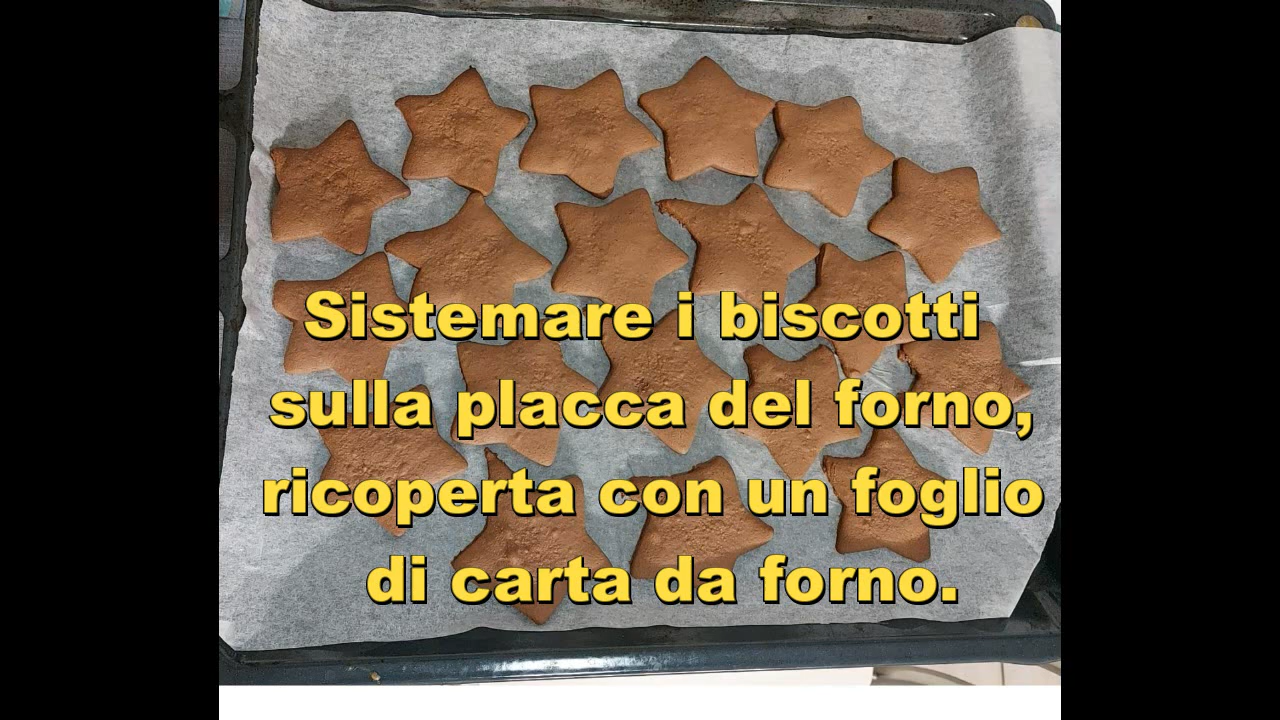 Sistemare i biscotti
sulla placca del forno,
ricoperta con un foglio
di carta da forno.